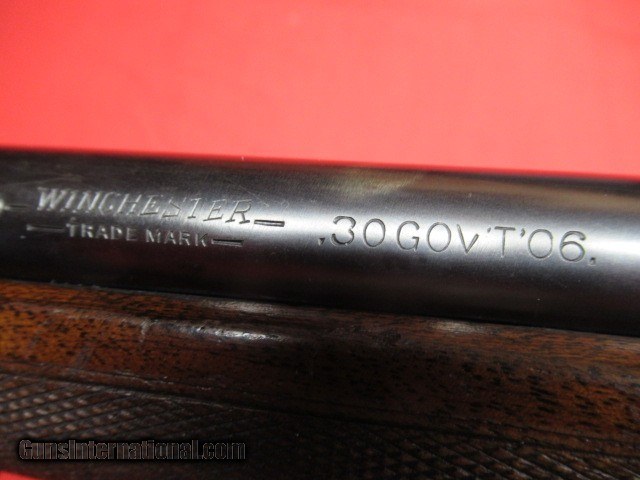 WINCHESTER
TRADE MARK
.30 GOV'T'06.
GunsInternational.com